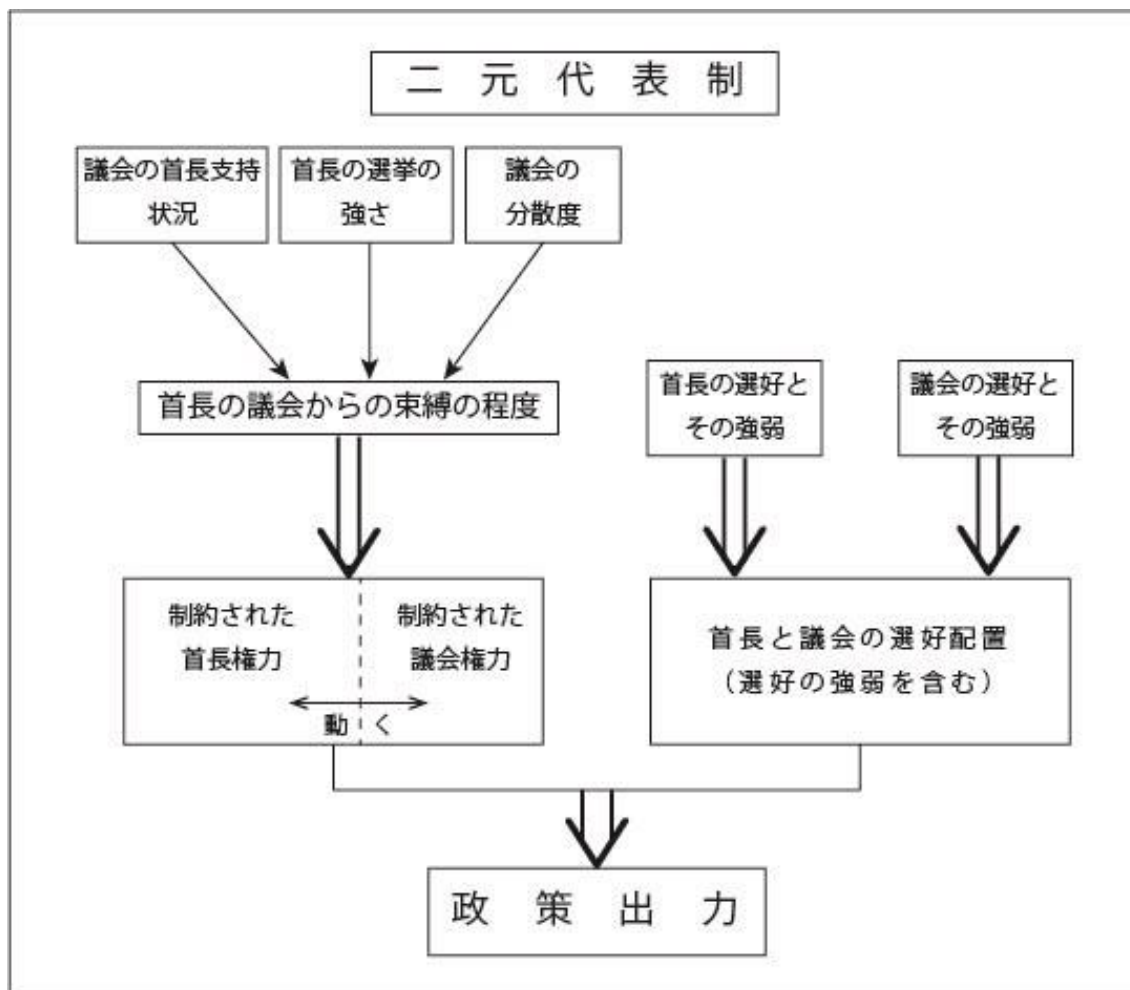 二元代表制
議会の首長支持
状況
首長の選挙の
強さ
議会の
分散度
首長の議会からの束縛の程度
首長の選好と
その強弱
議会の選好と
その強弱
制約された
首長権力
制約された
議会権力
動く
首長と議会の選好配置
（選好の強弱を含む）
政策出力